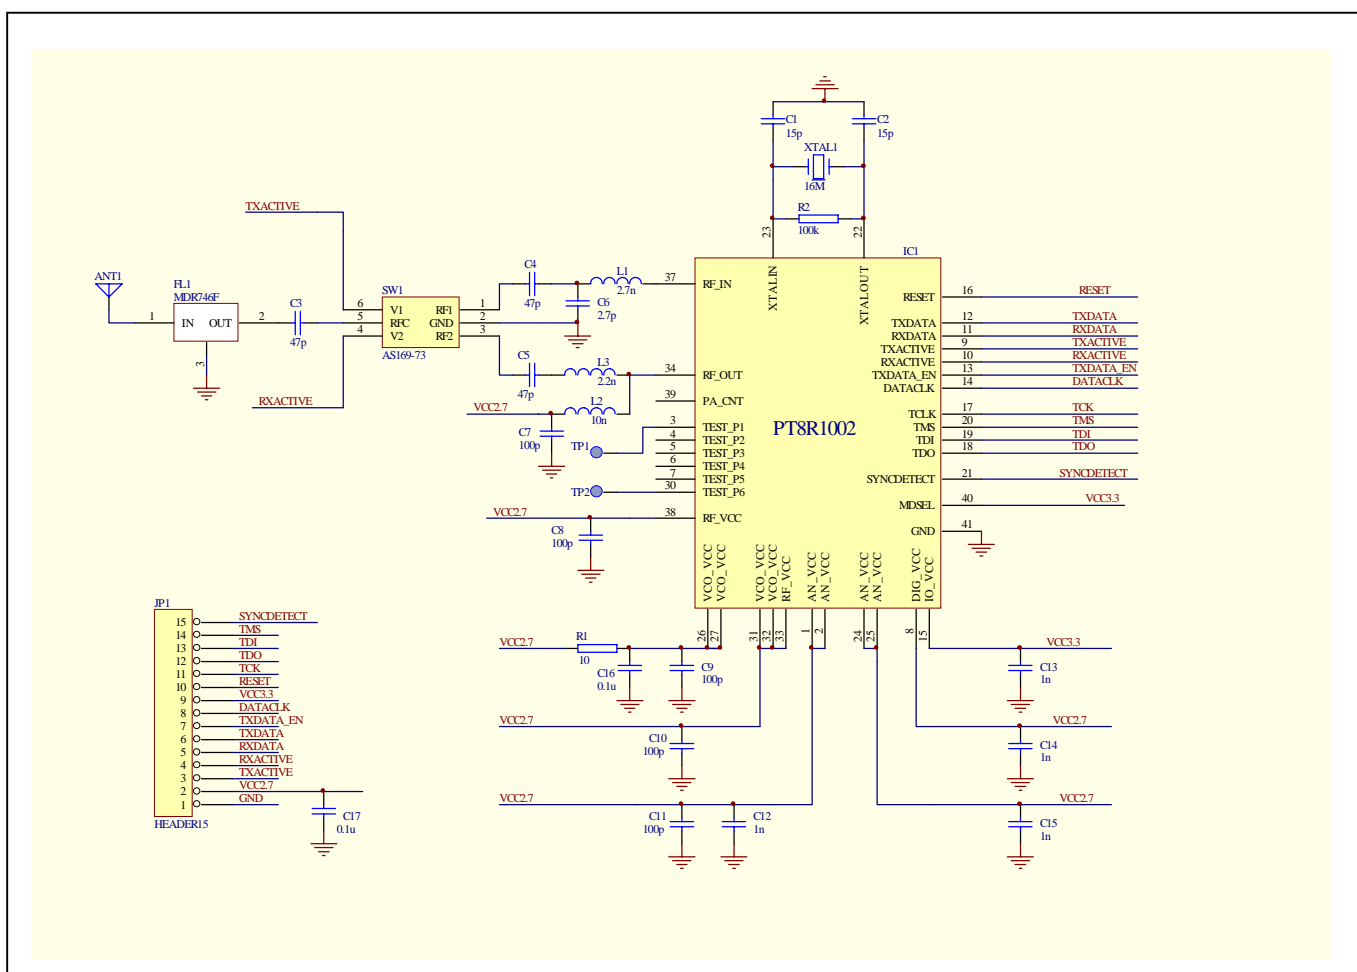 C1
15p
C2
15p
XTAL1
16M
R2
100k
23
22
TXACTIVE
ANT1
FL1
MDR746F
1
IN
OUT
2
3
C3
47p
SW1
6
V1
RF1
1
5
RFC
GND
2
4
V2
RF2
3
AS169-73
RXACTIVE
C4
47p
L1
2.7n
C6
2.7p
C5
47p
L3
2.2n
VCC2.7
L2
10n
C7
100p
TP1
TP2
VCC2.7
C8
100p
IC1
XTALIN
XTALOUT
PT8R1002
37
RF_IN
34
RF_OUT
39
PA_CNT
3
TEST_P1
4
TEST_P2
5
TEST_P3
6
TEST_P4
7
TEST_P5
30
TEST_P6
38
RF_VCC
RESET
16
RESET
TXDATA
12
TXDATA
RXDATA
11
RXDATA
TXACTIVE
9
TXACTIVE
RXACTIVE
10
RXACTIVE
TXDATA_EN
13
TXDATA_EN
DATACLK
14
DATACLK
TCLK
17
TCK
TMS
20
TMS
TDI
19
TDI
TDO
18
TDO
SYNCDETECT
21
SYNCDETECT
MDSEL
40
VCC3.3
GND
41
VCO_VCC
VCO_VCC
VCO_VCC
VCO_VCC
RF_VCC
AN_VCC
AN_VCC
AN_VCC
AN_VCC
DIG_VCC
IO_VCC
26
27
31
32
33
1
2
24
25
8
15
VCC2.7
R1
10
C16
0.1u
C9
100p
VCC3.3
C13
1n
VCC2.7
C10
100p
VCC2.7
C14
1n
VCC2.7
C11
100p
C12
1n
VCC2.7
C15
1n
JP1
15
SYNCDETECT
14
TMS
13
TDI
12
TDO
11
TCK
10
RESET
9
VCC3.3
8
DATACLK
7
TXDATA_EN
6
TXDATA
5
RXDATA
4
RXACTIVE
3
TXACTIVE
2
VCC2.7
1
GND
HEADER15
C17
0.1u